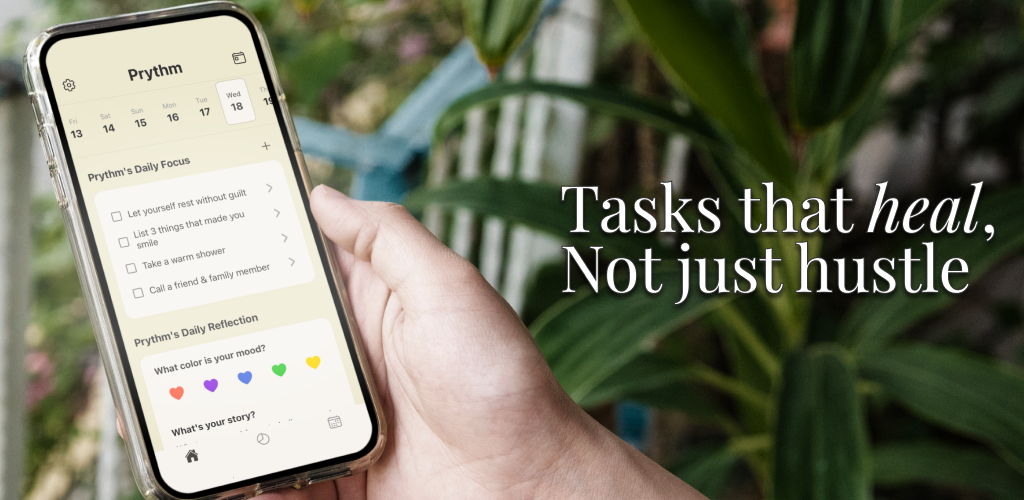 Prythm
Fri Sat Sun Mon Tue Wed
13 14 15 16 17 18 19
Prythm's Daily Focus
Let yourself rest without guilt
List 3 things that made you
smile
Take a warm shower
Call a friend & family member
Prythm's Daily Reflection
What color is your mood?
What's your story?
Tasks that heal,
Not just hustle